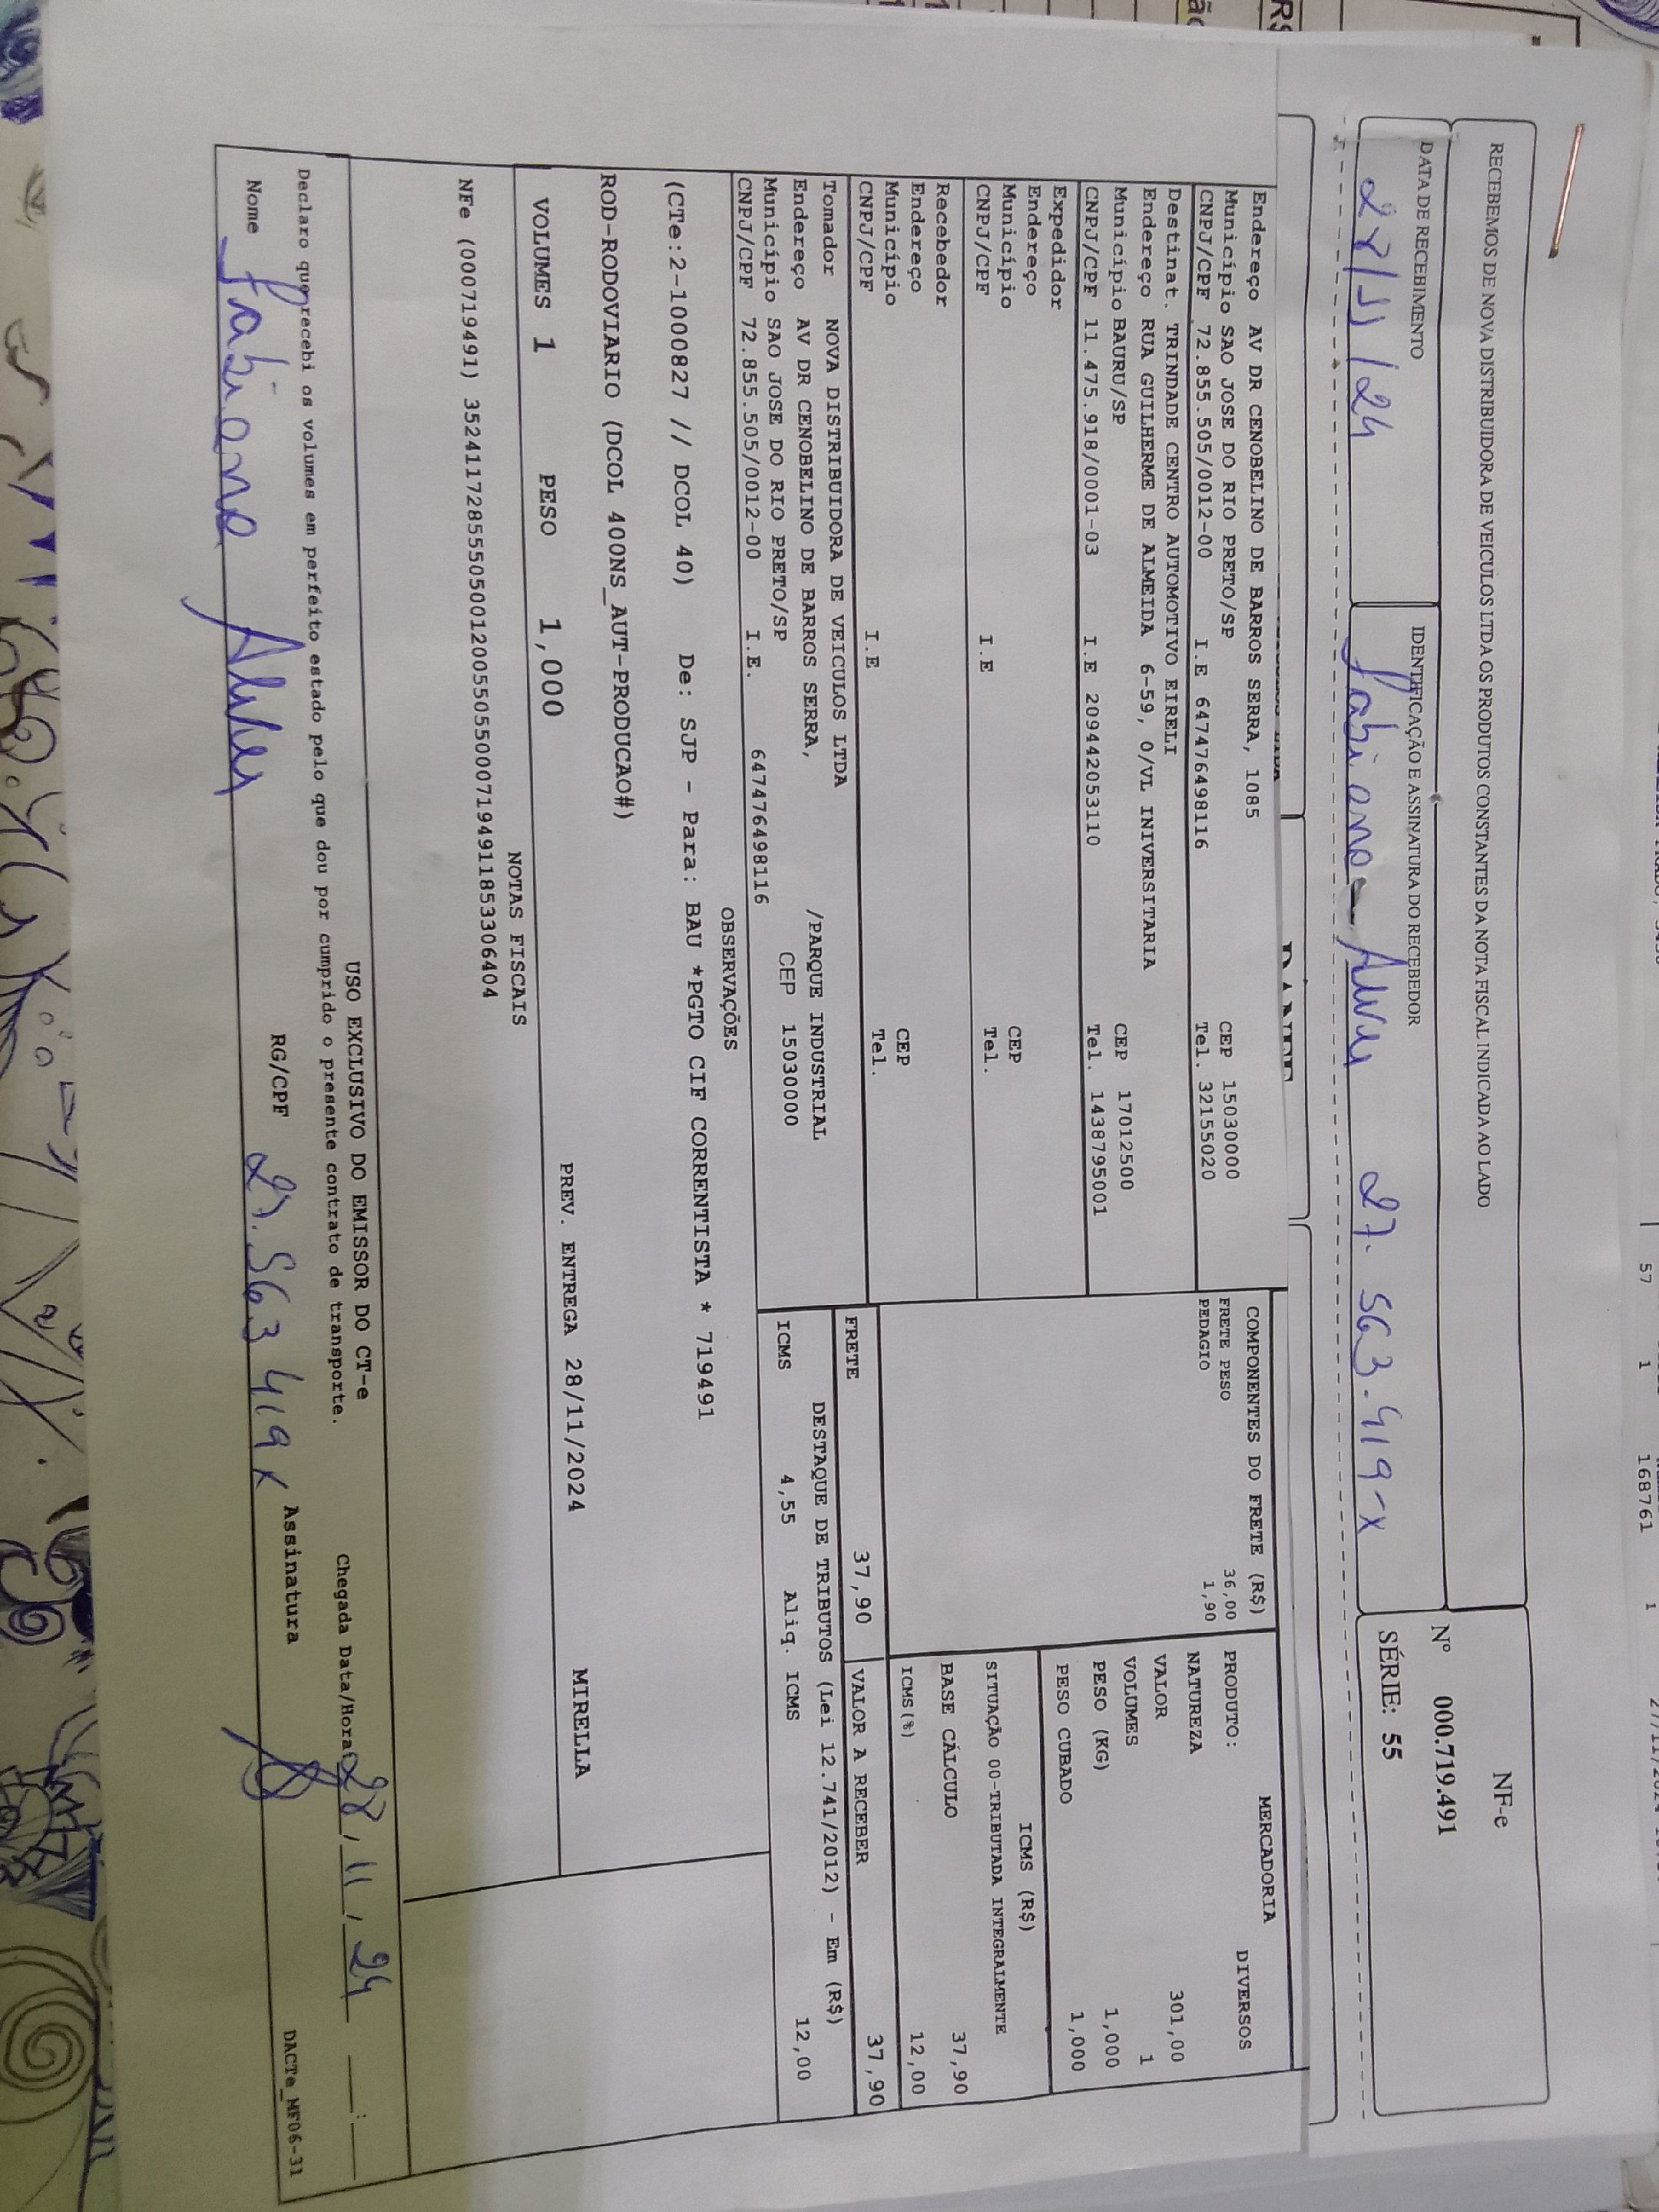 RECEBEMOS DE NOVA DISTRIBUIDORA DE VEICULOS LTDA OS PRODUTOS CONSTANTES DA NOTA FISCAL INDICADA AO LADO
NF-e
Nº 000.719.491
SÉRIE: 55
DATA DE RECEBIMENTO
28/11/24
IDENTIFICAÇÃO E ASSINATURA DO RECEBEDOR
Fabiano Alves 27.563.419-x
Endereço AV DR CENOBELINO DE BARROS SERRA, 1085
Município SAO JOSE DO RIO PRETO/SP CEP 15030000
CNPJ/CPF 72.855.505/0012-00 I.E 647476498116 Tel. 32155020
Destinat. TRINDADE CENTRO AUTOMOTIVO EIRELI
Endereço RUA GUILHERME DE ALMEIDA 6-59, 0/VL INIVERSITARIA
Município BAURU/SP CEP 17012500
CNPJ/CPF 11.475.918/0001-03 I.E 209442053110 Tel. 1438795001
Expedidor
Endereço
Município CEP
CNPJ/CPF I.E Tel.
Recebedor
Endereço
Município CEP
CNPJ/CPF I.E Tel.
Tomador NOVA DISTRIBUIDORA DE VEICULOS LTDA
Endereço AV DR CENOBELINO DE BARROS SERRA, /PARQUE INDUSTRIAL
Município SAO JOSE DO RIO PRETO/SP CEP 15030000
CNPJ/CPF 72.855.505/0012-00 I.E. 647476498116
COMPONENTES DO FRETE (R$)
FRETE PESO 36,00
PEDAGIO 1,90
MERCADORIA
PRODUTO: DIVERSOS
NATUREZA
VALOR 301,00
VOLUMES 1
PESO (KG) 1,000
PESO CUBADO 1,000
ICMS (R$)
SITUAÇÃO 00-TRIBUTADA INTEGRALMENTE
BASE CÁLCULO 37,90
ICMS(%) 12,00
FRETE 37,90
VALOR A RECEBER 37,90
DESTAQUE DE TRIBUTOS (Lei 12.741/2012) - Em (R$)
ICMS 4,55 Aliq. ICMS 12,00
OBSERVAÇÕES
(CTe:2-1000827 // DCOL 40) De: SJP - Para: BAU *PGTO CIF CORRENTISTA * 719491
ROD-RODOVIARIO (DCOL 400NS_AUT-PRODUCAO#)
VOLUMES 1 PESO 1,000 PREV. ENTREGA 28/11/2024 MIRELLA
NOTAS FISCAIS
NFe (000719491) 35241172855505001200550550007194911853306404
USO EXCLUSIVO DO EMISSOR DO CT-e
Declaro que recebi os volumes em perfeito estado pelo que dou por cumprido o presente contrato de transporte.
Chegada Data/Hora 28/11/24 :
Nome Fabiano Alves RG/CPF 27.563 419 x Assinatura
DACTe_MF06-31
57 1 168761 1